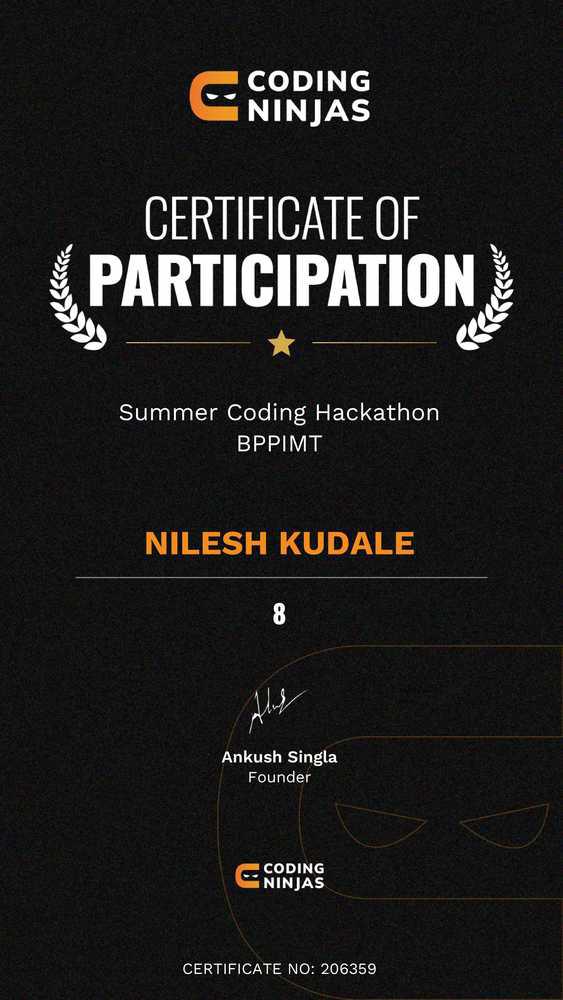 CODING
NINJAS
CERTIFICATE OF
PARTICIPATION
Summer Coding Hackathon
BPPIMT
NILESH KUDALE
8
Ankush Singla
Founder
CODING
NINJAS
CERTIFICATE NO: 206359